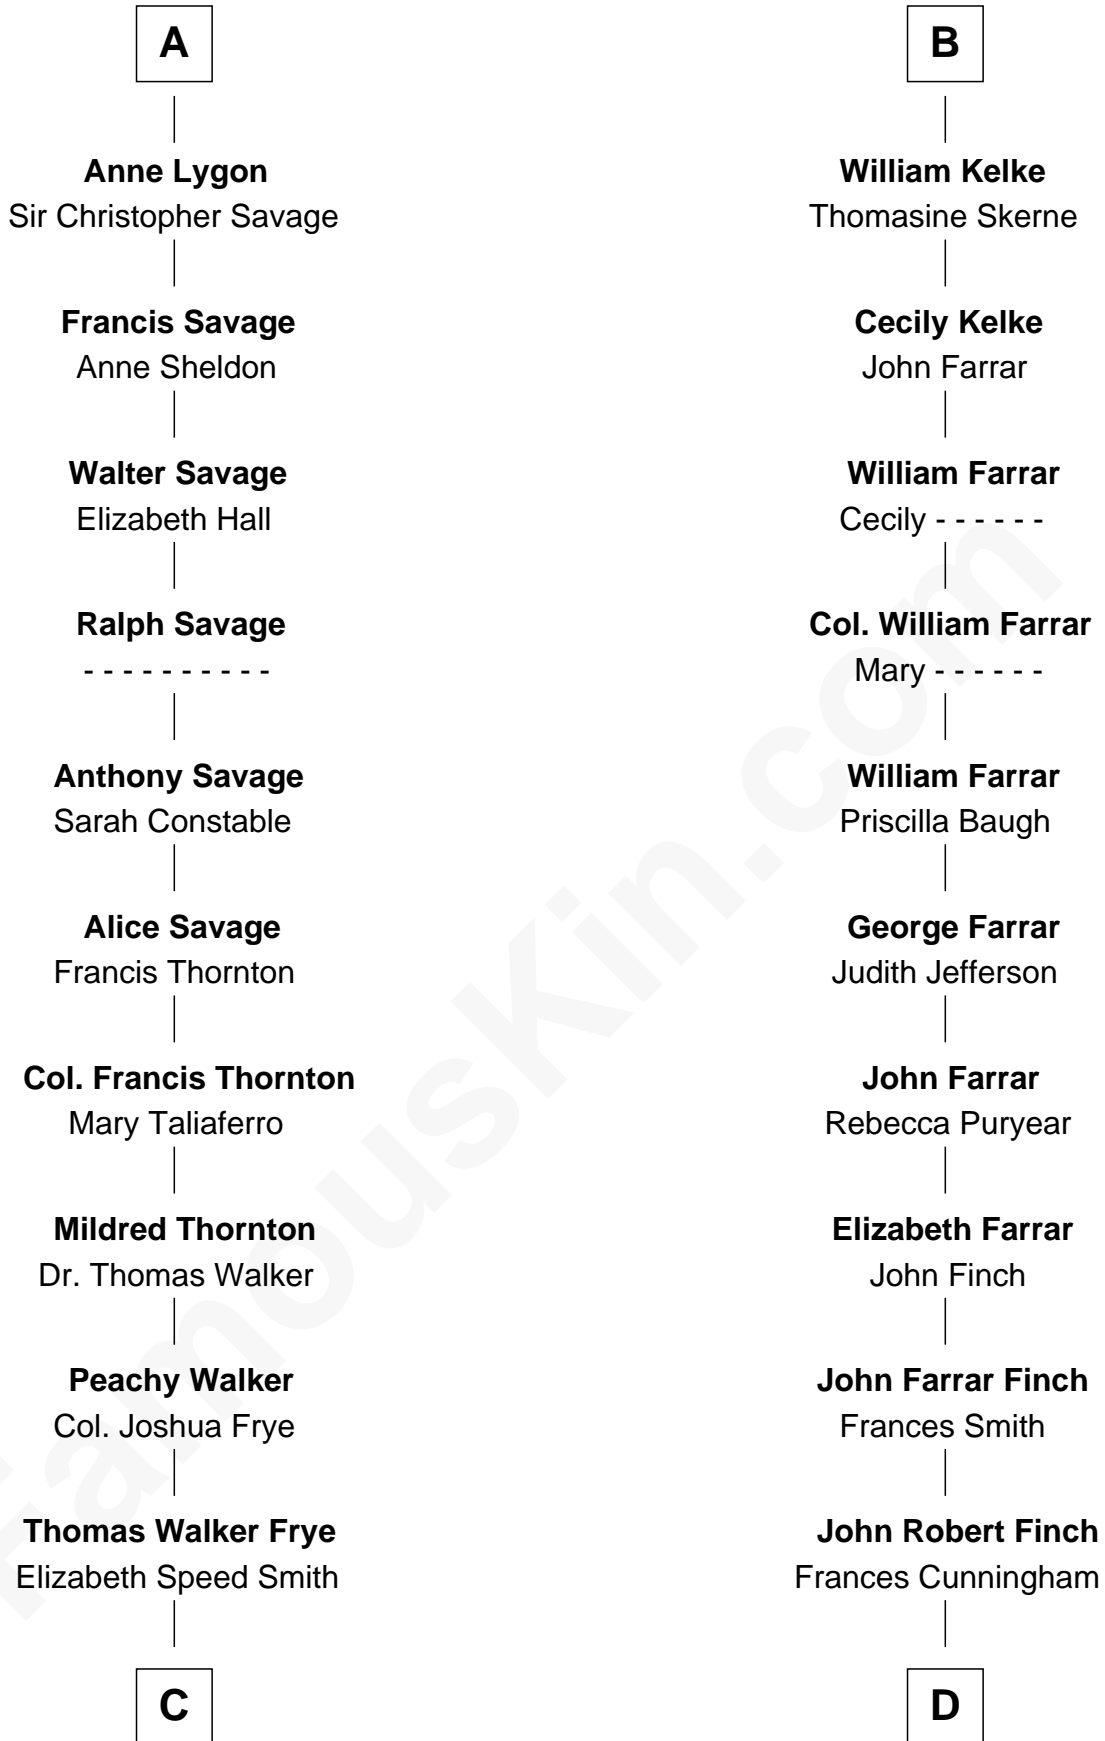 A
Anne Lygon
Sir Christopher Savage
Francis Savage
Anne Sheldon
Walter Savage
Elizabeth Hall
Ralph Savage
- - - - - - - - - -
Anthony Savage
Sarah Constable
Alice Savage
Francis Thornton
Col. Francis Thornton
Mary Taliaferro
Mildred Thornton
Dr. Thomas Walker
Peachy Walker
Col. Joshua Frye
Thomas Walker Frye
Elizabeth Speed Smith
C
B
William Kelke
Thomasine Skerne
Cecily Kelke
John Farrar
William Farrar
Cecily - - - - - -
Col. William Farrar
Mary - - - - - -
William Farrar
Priscilla Baugh
George Farrar
Judith Jefferson
John Farrar
Rebecca Puryear
Elizabeth Farrar
John Finch
John Farrar Finch
Frances Smith
John Robert Finch
Frances Cunningham
D
FamousKin.com